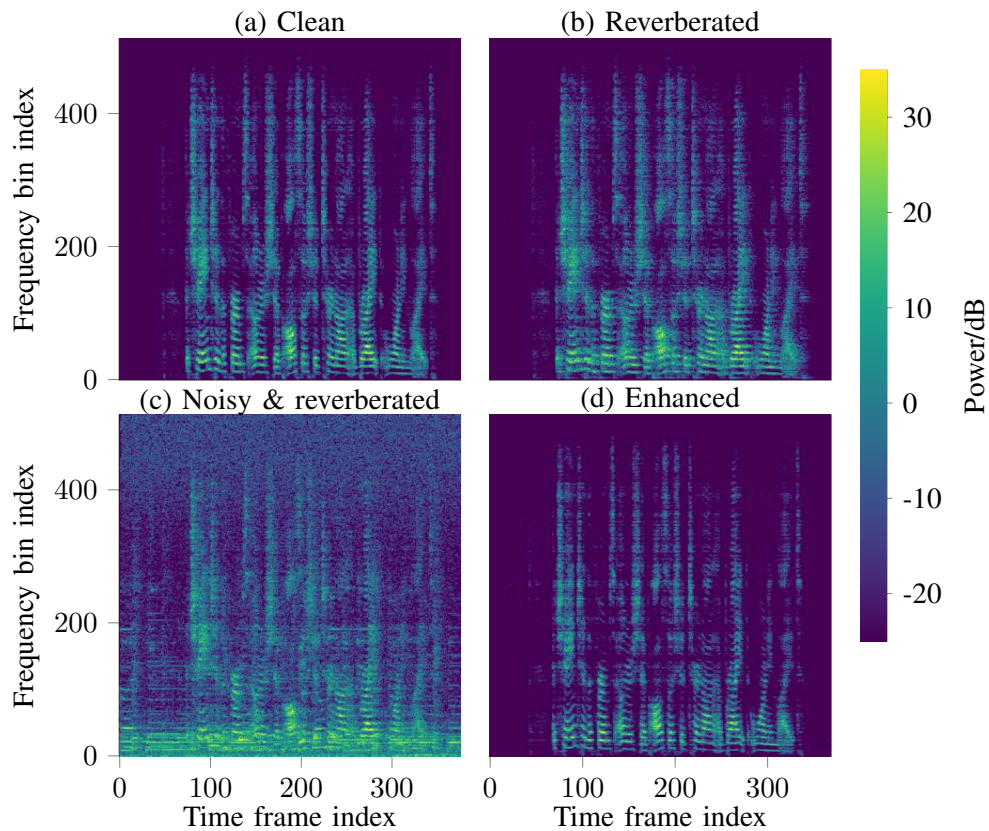 (a) Clean
(b) Reverberated
Frequency bin index
400
200
0
(c) Noisy & reverberated
(d) Enhanced
Frequency bin index
400
200
0
0
100
200
300
Time frame index
0
100
200
300
Time frame index
30
20
10
0
-10
-20
Power/dB